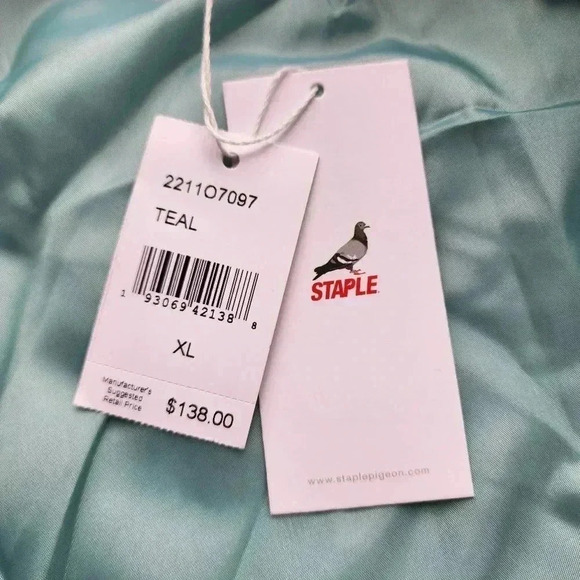 2211O7097
TEAL
1 93069 42138 8
XL
Manufacturer's
Suggested
Retail Price
$138.00
STAPLE
www.staplepigeon.com